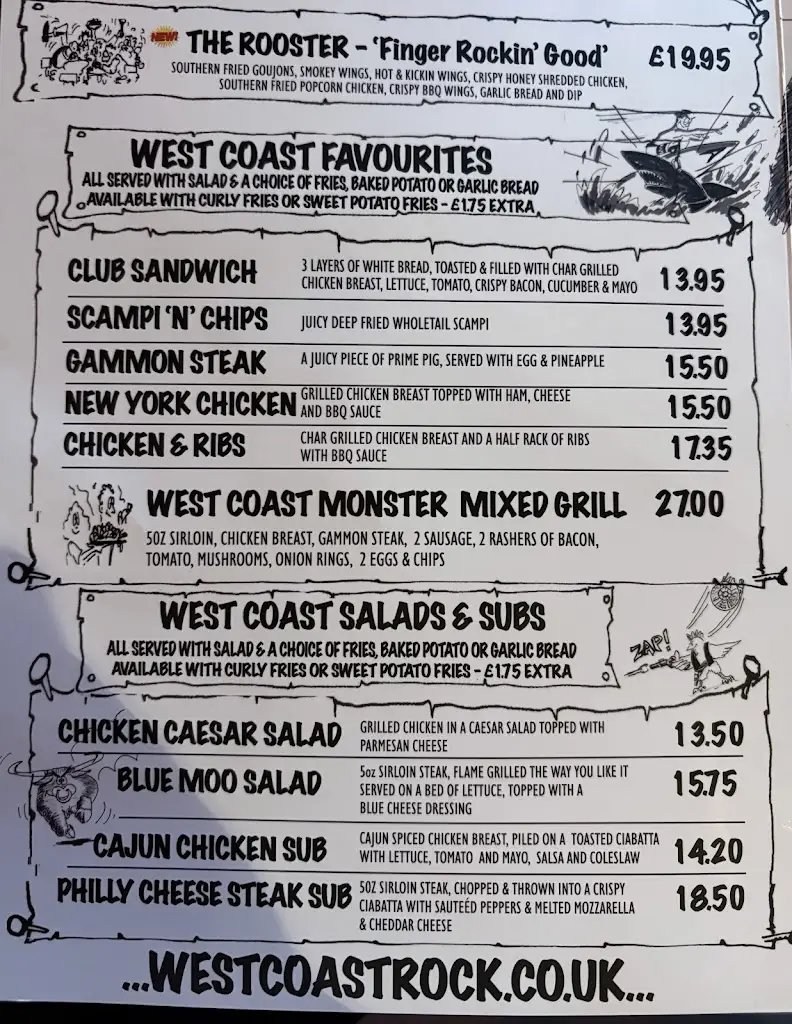 NEW!
THE ROOSTER - 'Finger Rockin' Good' £19.95
SOUTHERN FRIED GOUJONS, SMOKEY WINGS, HOT & KICKIN WINGS, CRISPY HONEY SHREDDED CHICKEN,
SOUTHERN FRIED POPCORN CHICKEN, CRISPY BBQ WINGS, GARLIC BREAD AND DIP
WEST COAST FAVOURITES
ALL SERVED WITH SALAD & A CHOICE OF FRIES, BAKED POTATO OR GARLIC BREAD
AVAILABLE WITH CURLY FRIES OR SWEET POTATO FRIES - £1.75 EXTRA
CLUB SANDWICH 3 LAYERS OF WHITE BREAD, TOASTED & FILLED WITH CHAR GRILLED 13.95
CHICKEN BREAST, LETTUCE, TOMATO, CRISPY BACON, CUCUMBER & MAYO
SCAMPI 'N' CHIPS JUICY DEEP FRIED WHOLETAIL SCAMPI 13.95
GAMMON STEAK A JUICY PIECE OF PRIME PIG, SERVED WITH EGG & PINEAPPLE 15.50
NEW YORK CHICKEN GRILLED CHICKEN BREAST TOPPED WITH HAM, CHEESE 15.50
AND BBQ SAUCE
CHICKEN & RIBS CHAR GRILLED CHICKEN BREAST AND A HALF RACK OF RIBS 17.35
WITH BBQ SAUCE
WEST COAST MONSTER MIXED GRILL 27.00
5OZ SIRLOIN, CHICKEN BREAST, GAMMON STEAK, 2 SAUSAGE, 2 RASHERS OF BACON,
TOMATO, MUSHROOMS, ONION RINGS, 2 EGGS & CHIPS
WEST COAST SALADS & SUBS
ALL SERVED WITH SALAD & A CHOICE OF FRIES, BAKED POTATO OR GARLIC BREAD
AVAILABLE WITH CURLY FRIES OR SWEET POTATO FRIES - £1.75 EXTRA
ZAP!
CHICKEN CAESAR SALAD GRILLED CHICKEN IN A CAESAR SALAD TOPPED WITH 13.50
PARMESAN CHEESE
BLUE MOO SALAD 5oz SIRLOIN STEAK, FLAME GRILLED THE WAY YOU LIKE IT 15.75
SERVED ON A BED OF LETTUCE, TOPPED WITH A
BLUE CHEESE DRESSING
CAJUN CHICKEN SUB CAJUN SPICED CHICKEN BREAST, PILED ON A TOASTED CIABATTA 14.20
WITH LETTUCE, TOMATO AND MAYO, SALSA AND COLESLAW
PHILLY CHEESE STEAK SUB 5OZ SIRLOIN STEAK, CHOPPED & THROWN INTO A CRISPY 18.50
CIABATTA WITH SAUTEÉD PEPPERS & MELTED MOZZARELLA
& CHEDDAR CHEESE
...WESTCOASTROCK.CO.UK...